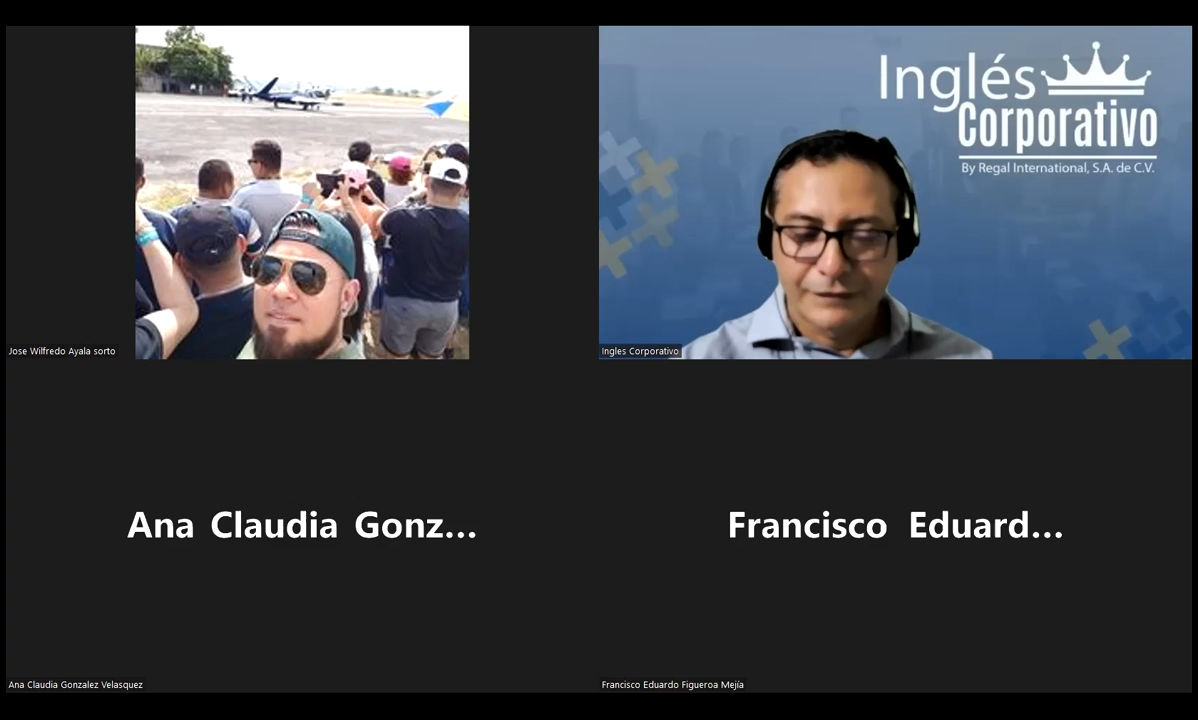 Inglés
Corporativo
By Regal International, S.A. de C.V.
Jose Wilfredo Ayala sorto
Ingles Corporativo
Ana Claudia Gonz...
Francisco Eduard...
Ana Claudia Gonzalez Velasquez
Francisco Eduardo Figueroa Mejía